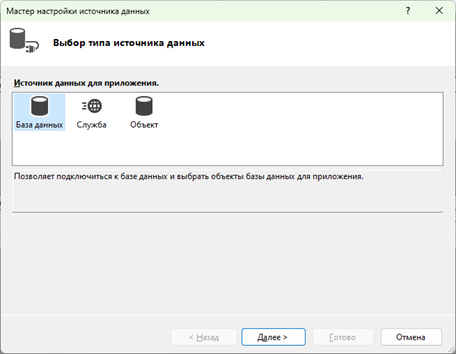 Мастер настройки источника данных
Выбор типа источника данных
Источник данных для приложения.
База данных Служба Объект
Позволяет подключиться к базе данных и выбрать объекты базы данных для приложения.
< Назад Далее > Готово Отмена